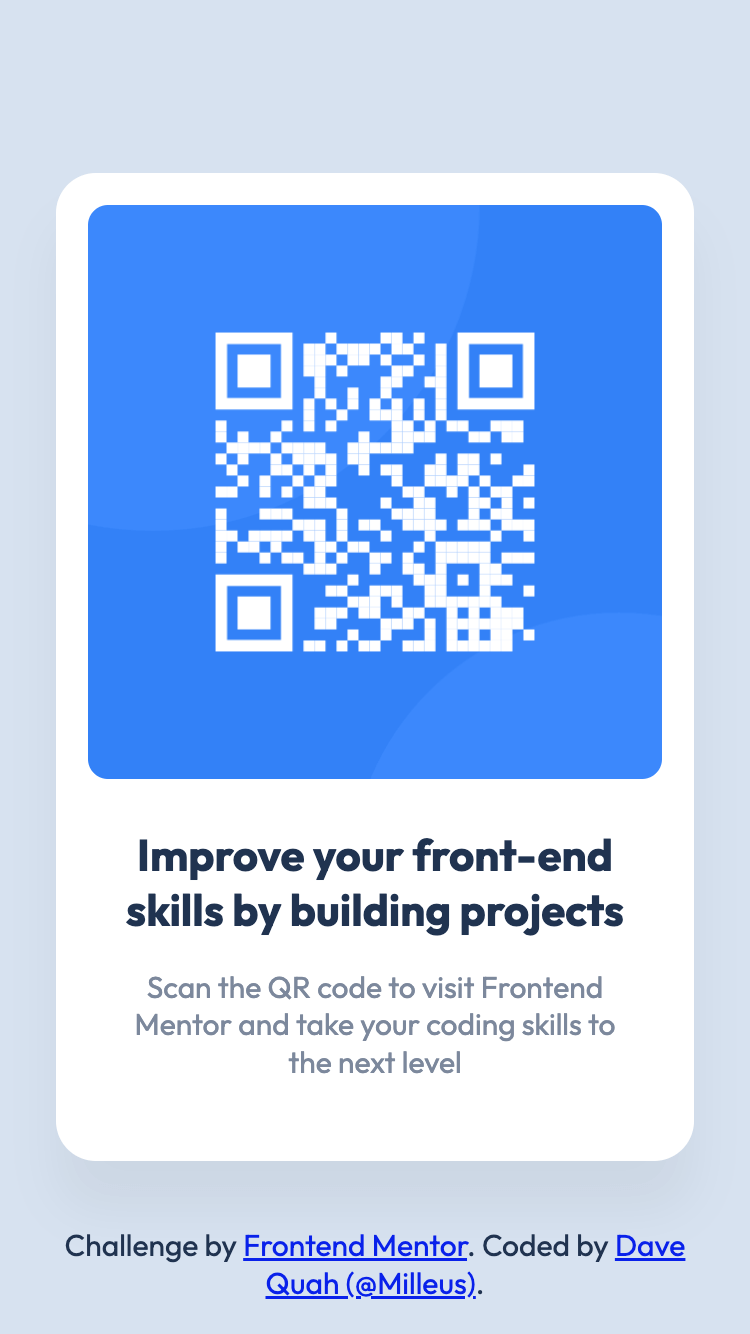 Improve your front-end
skills by building projects
Scan the QR code to visit Frontend
Mentor and take your coding skills to
the next level
Challenge by Frontend Mentor. Coded by Dave
Quah (@Milleus).